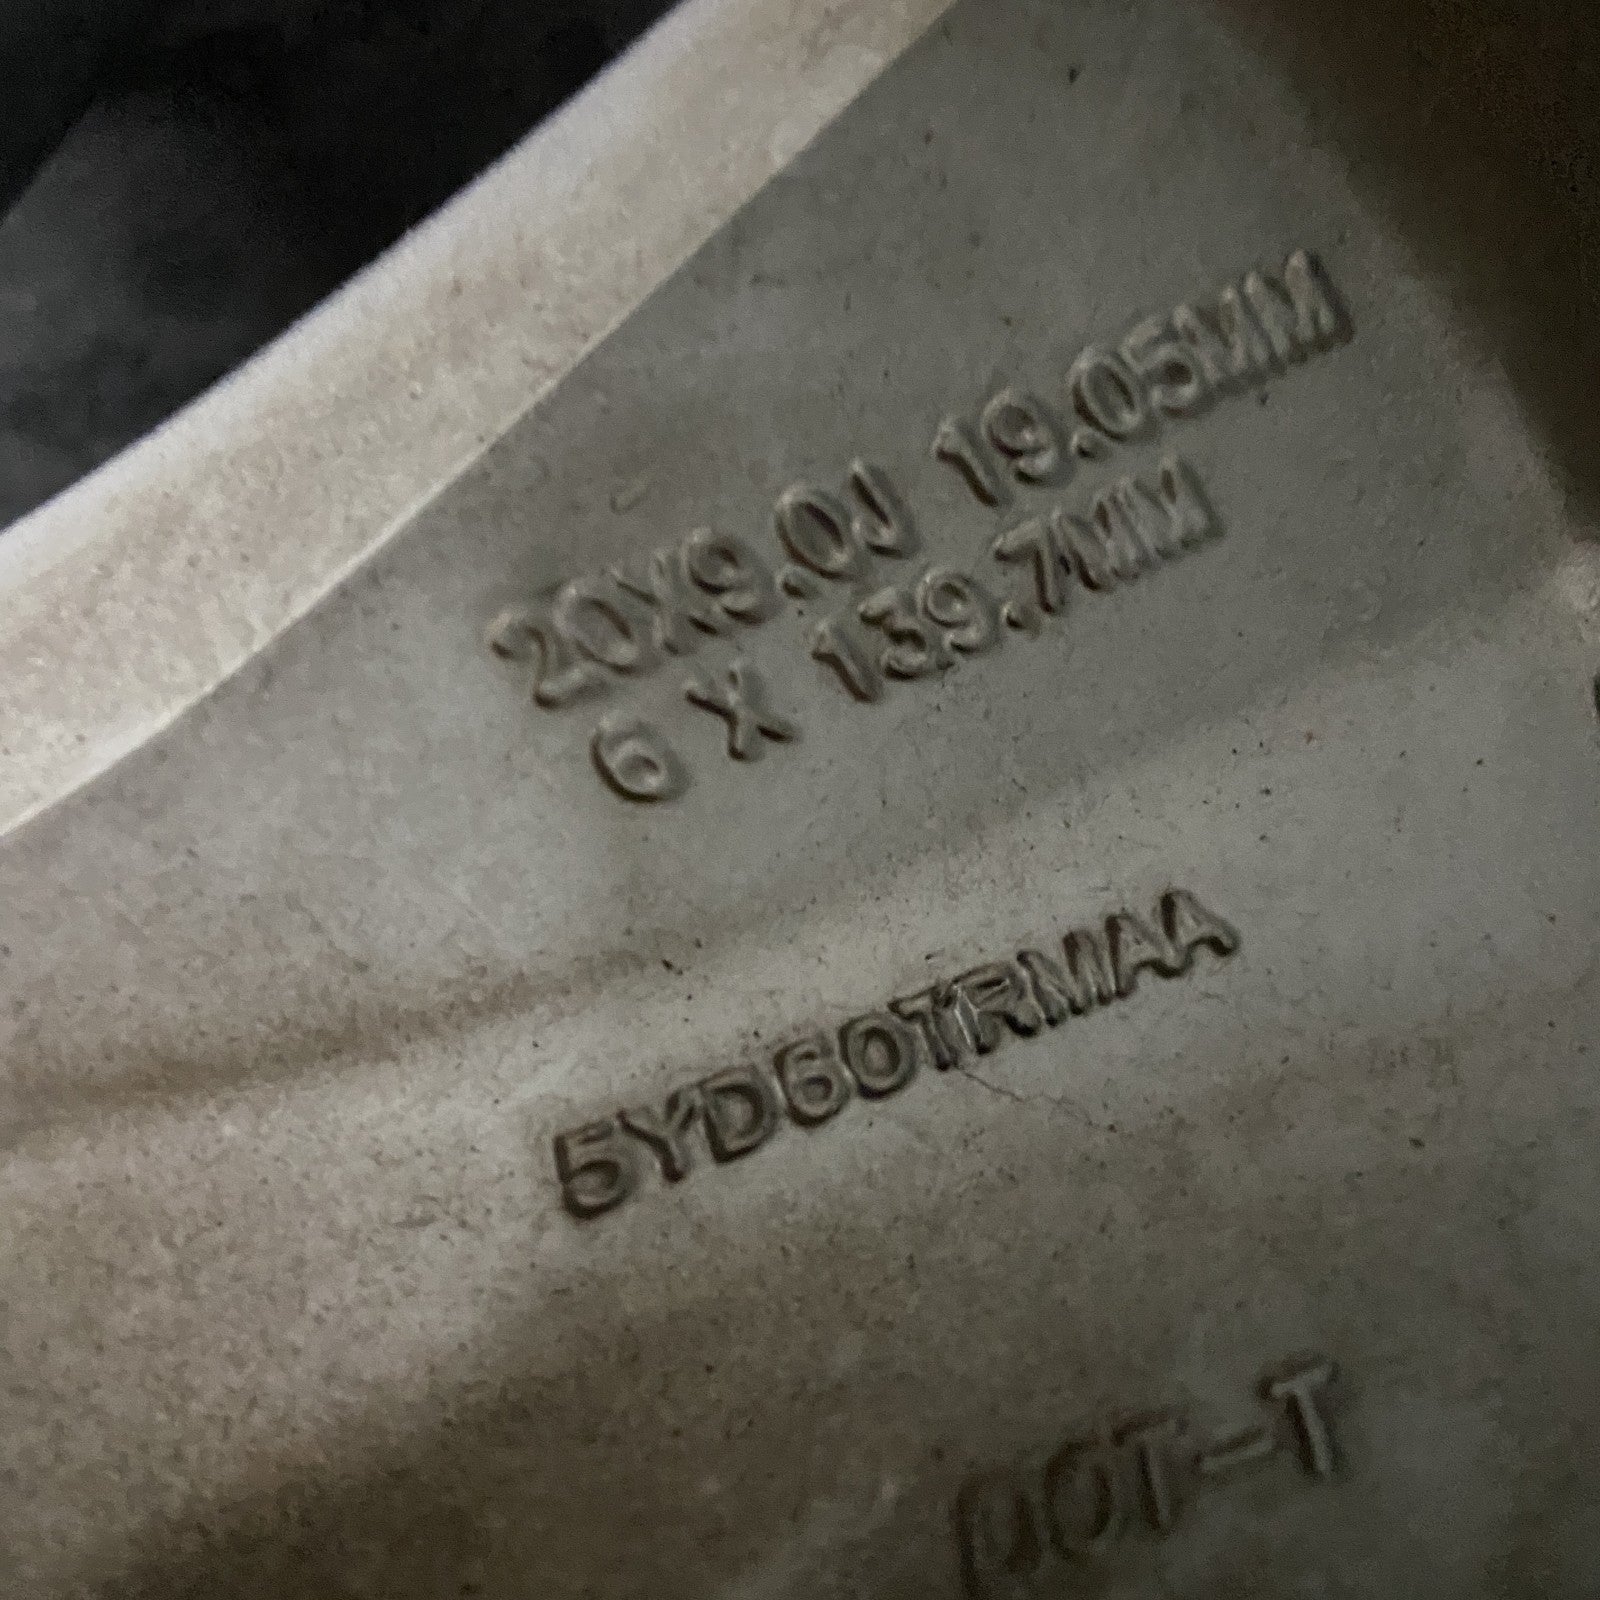 20X9.0J 19.05MM
6 X 139.7MM
5YD60TRMAA
DOT-T